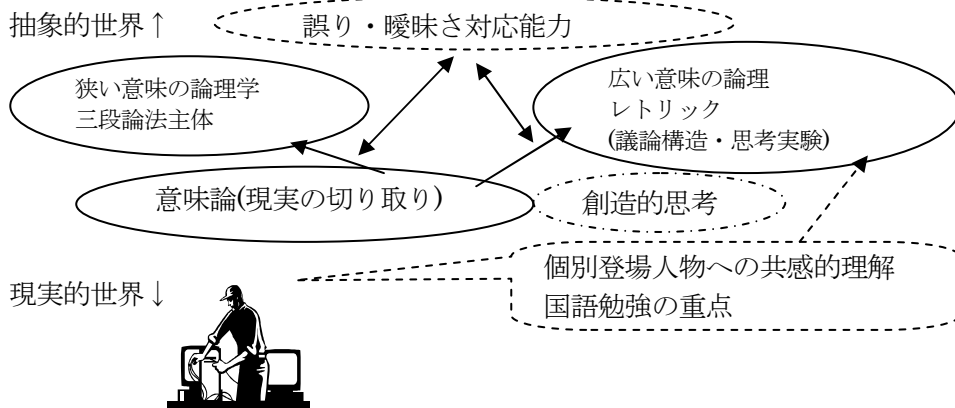 抽象的世界↑
誤り・曖昧さ対応能力
狭い意味の論理学
三段論法主体
広い意味の論理
レトリック
(議論構造・思考実験)
意味論(現実の切り取り)
創造的思考
個別登場人物への共感的理解
国語勉強の重点
現実的世界↓